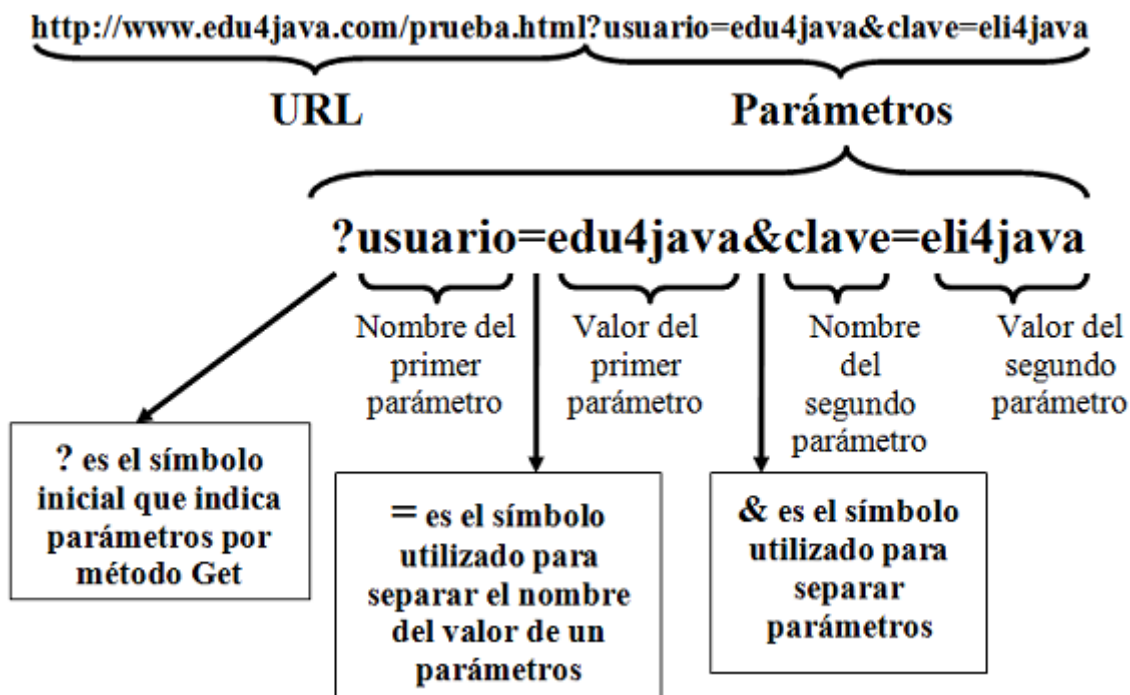 http://www.edu4java.com/prueba.html?usuario=edu4java&clave=eli4java
URL
Parámetros
?usuario=edu4java&clave=eli4java
Nombre del
primer
parámetro
Valor del
primer
parámetro
Nombre
del
segundo
parámetro
Valor del
segundo
parámetro
? es el símbolo
inicial que indica
parámetros por
método Get
= es el símbolo
utilizado para
separar el nombre
del valor de un
parámetros
& es el símbolo
utilizado para
separar
parámetros